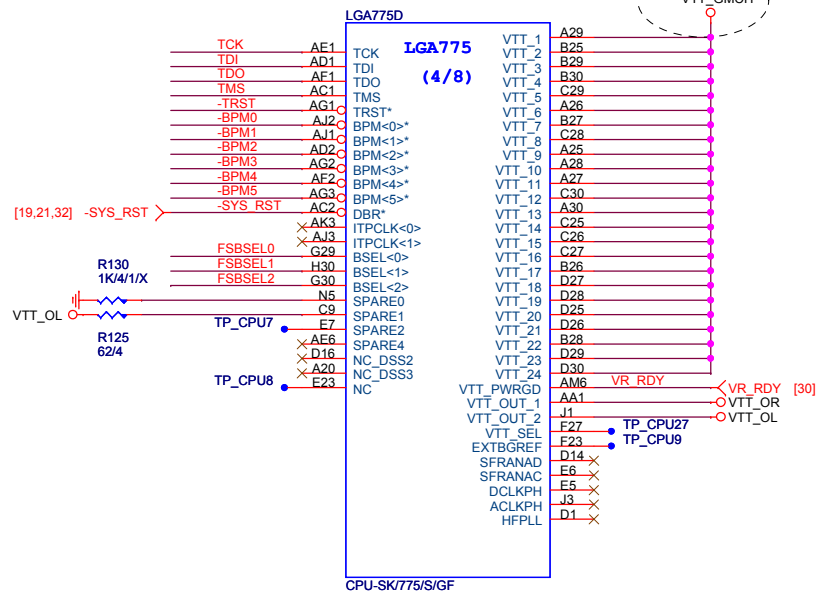 VTT_GMCH
LGA775D
LGA775
(4/8)
TCK AE1 TCK
TDI AD1 TDI
TDO AF1 TDO
TMS AC1 TMS
-TRST AG1 TRST*
-BPM0 AJ2 BPM<0>*
-BPM1 AJ1 BPM<1>*
-BPM2 AD2 BPM<2>*
-BPM3 AG2 BPM<3>*
-BPM4 AF2 BPM<4>*
-BPM5 AG3 BPM<5>*
[19,21,32] -SYS_RST -SYS_RST AC2 DBR*
AK3 ITPCLK<0>
AJ3 ITPCLK<1>
FSBSEL0 G29 BSEL<0>
FSBSEL1 H30 BSEL<1>
FSBSEL2 G30 BSEL<2>
R130
1K/4/1/X
N5 SPARE0
VTT_OL C9 SPARE1
R125
62/4
TP_CPU7 E7 SPARE2
AE6 SPARE4
D16 NC_DSS2
A20 NC_DSS3
TP_CPU8 E23 NC
VTT_1 A29
VTT_2 B25
VTT_3 B29
VTT_4 B30
VTT_5 C29
VTT_6 A26
VTT_7 B27
VTT_8 C28
VTT_9 A25
VTT_10 A28
VTT_11 A27
VTT_12 C30
VTT_13 A30
VTT_14 C25
VTT_15 C26
VTT_16 C27
VTT_17 B26
VTT_18 D27
VTT_19 D28
VTT_20 D25
VTT_21 D26
VTT_22 B28
VTT_23 D29
VTT_24 D30
VTT_PWRGD AM6 VR_RDY VR_RDY [30]
VTT_OUT_1 AA1 VTT_OR
VTT_OUT_2 J1 VTT_OL
VTT_SEL F27 TP_CPU27
EXTBGREF F23 TP_CPU9
SFRANAD D14
SFRANAC E6
DCLKPH E5
ACLKPH J3
HFPLL D1
CPU-SK/775/S/GF